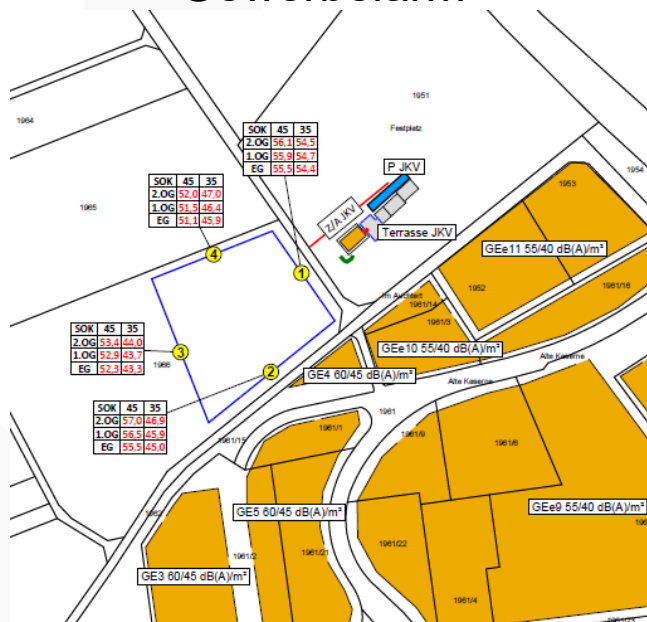 1951
1964
Festplatz
SOK 45 35
2.OG 56,1 54,5
1.OG 55,9 54,7
EG 55,5 54,4
P JKV
1954
SOK 45 35
2.OG 52,0 47,0
1.OG 51,5 46,4
EG 51,1 45,9
1953
1965
Z/A JKV
Terrasse JKV
GEe11 55/40 dB(A)/m²
4
1
1952
1961/16
Im Auchtert
1961/14
1961/3
SOK 45 35
2.OG 53,4 44,0
1.OG 52,9 43,7
EG 52,3 43,3
3
1966
GEe10 55/40 dB(A)/m²
Alte Kaserne
2
GE4 60/45 dB(A)/m²
Alte Kaserne
SOK 45 35
2.OG 57,0 46,9
1.OG 56,5 45,9
EG 55,5 45,0
1961
1961/1
1961/9
1961/15
1961/6
1962
GE5 60/45 dB(A)/m²
GEe9 55/40 dB(A)/m²
1961/22
1961/2
1961/21
GE3 60/45 dB(A)/m²
1961/4